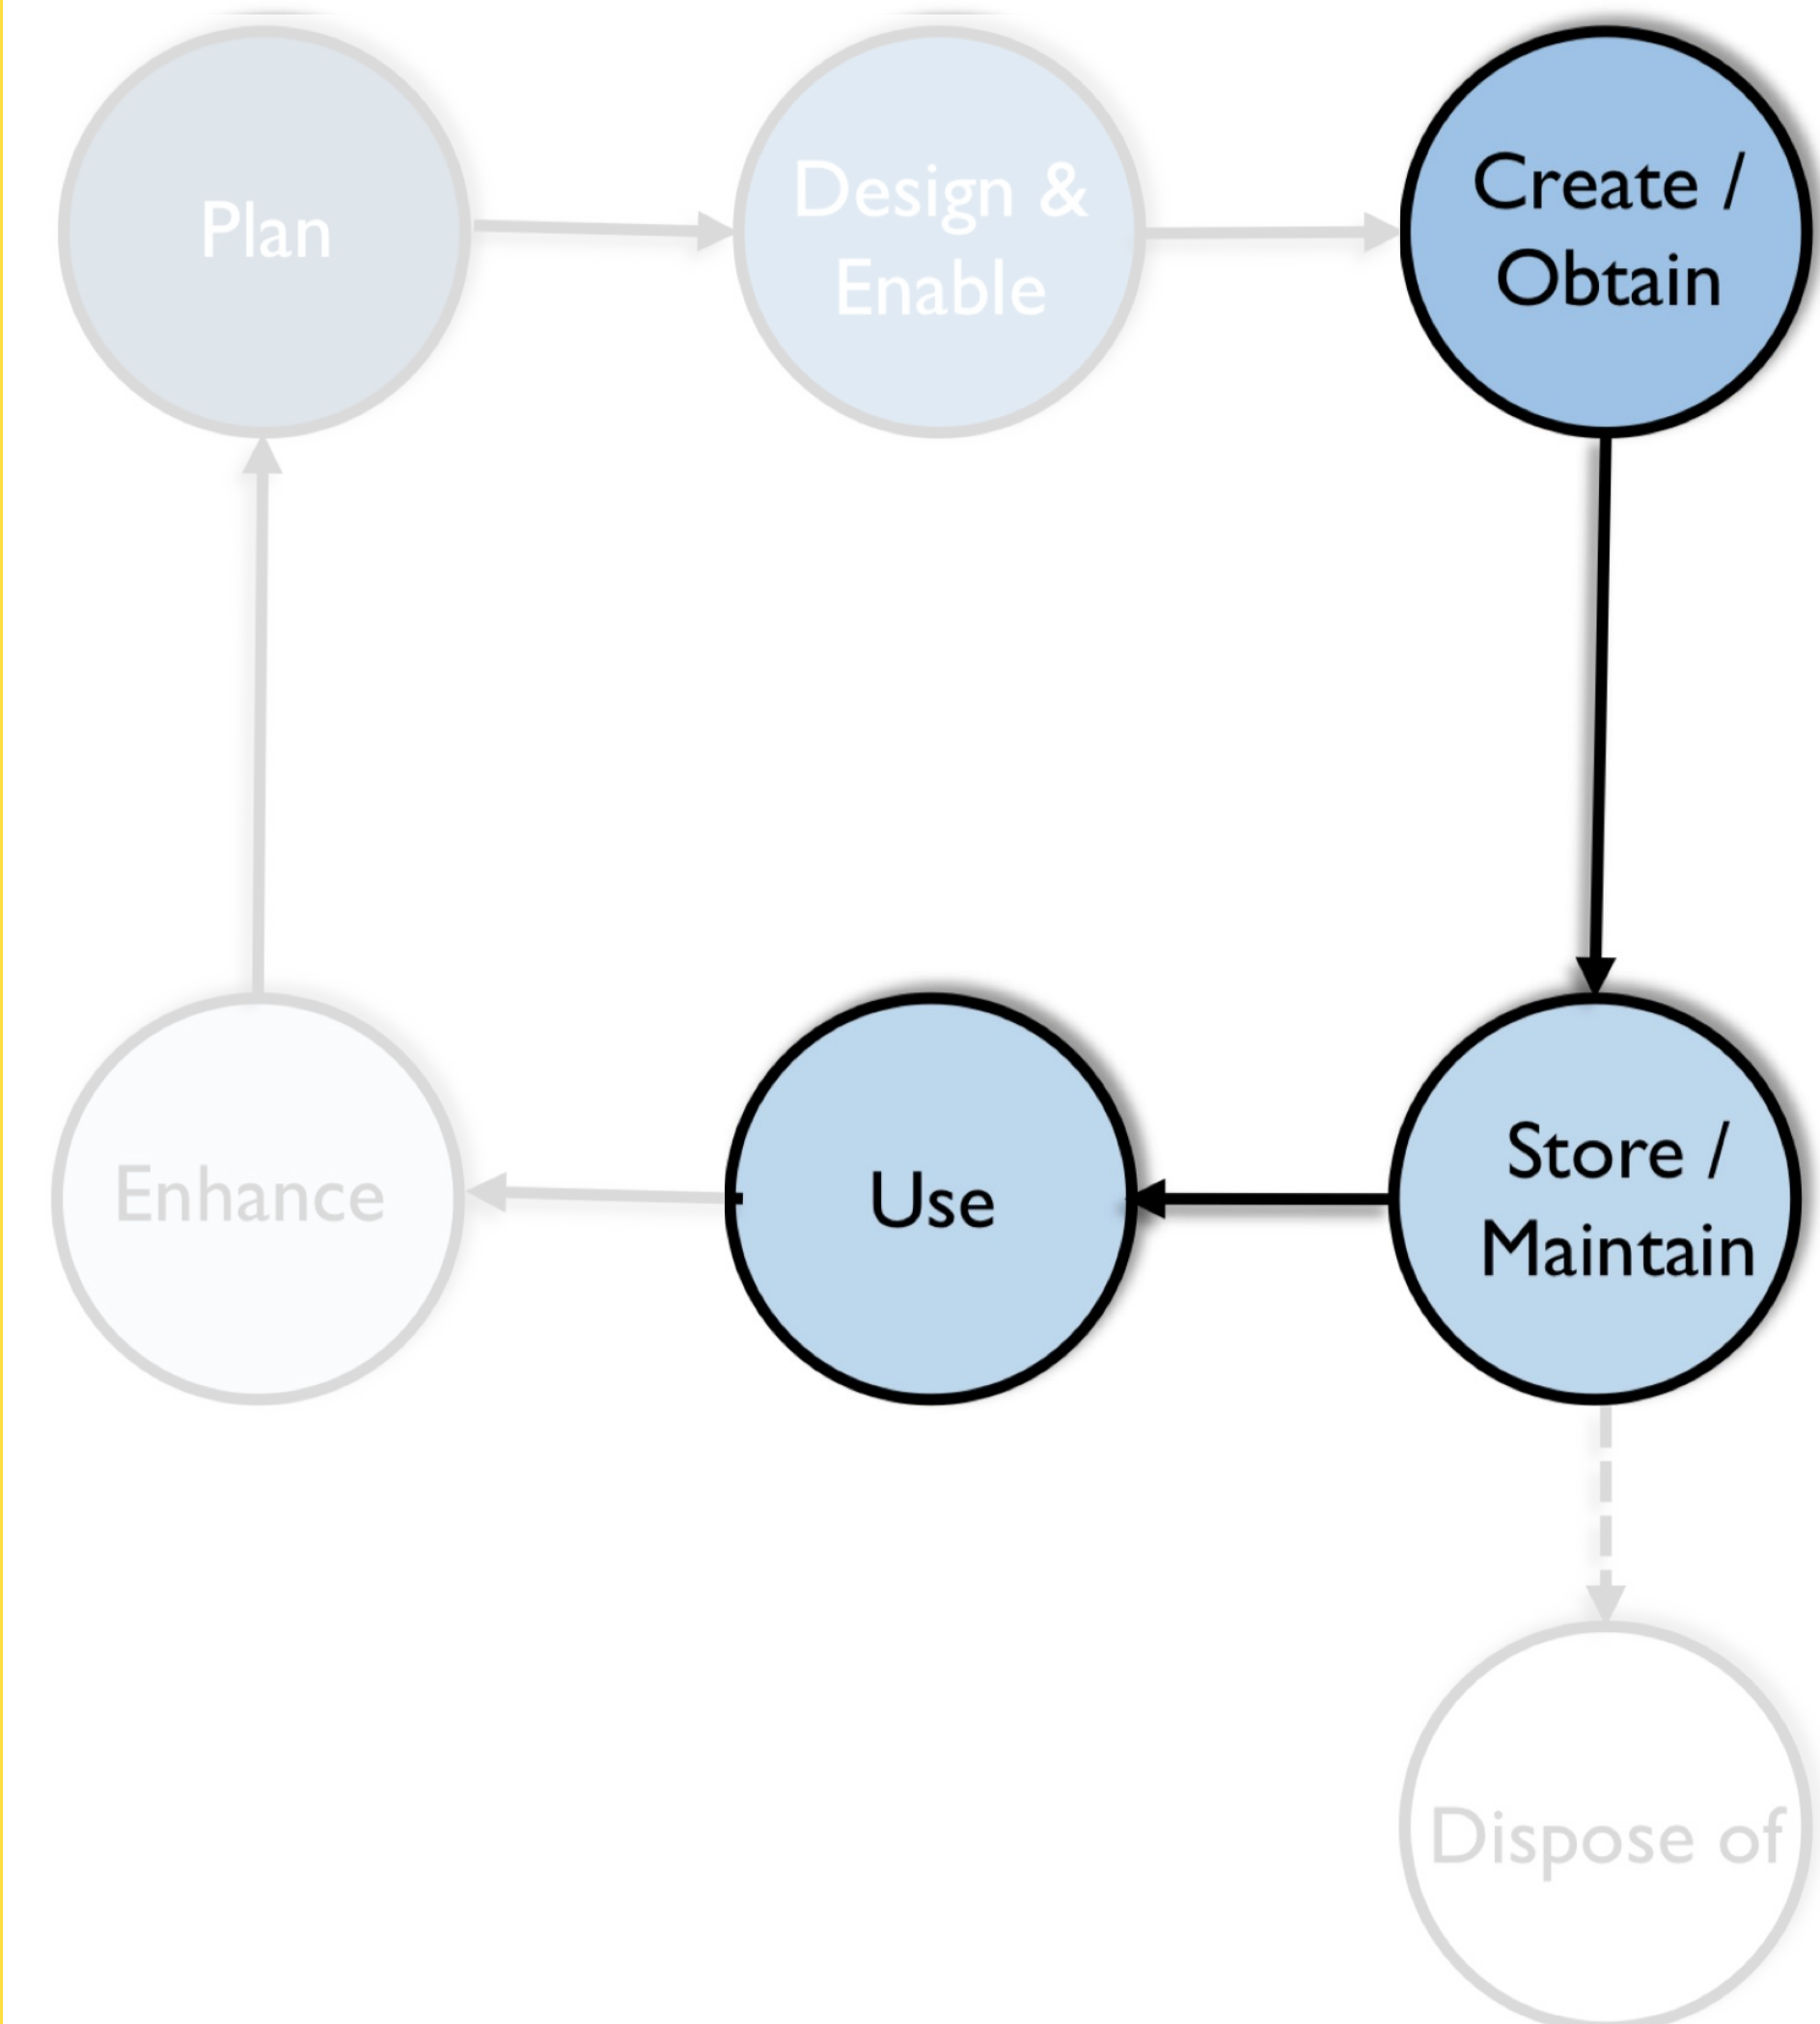 Plan
Design &
Enable
Create /
Obtain
Enhance
Use
Store /
Maintain
Dispose of